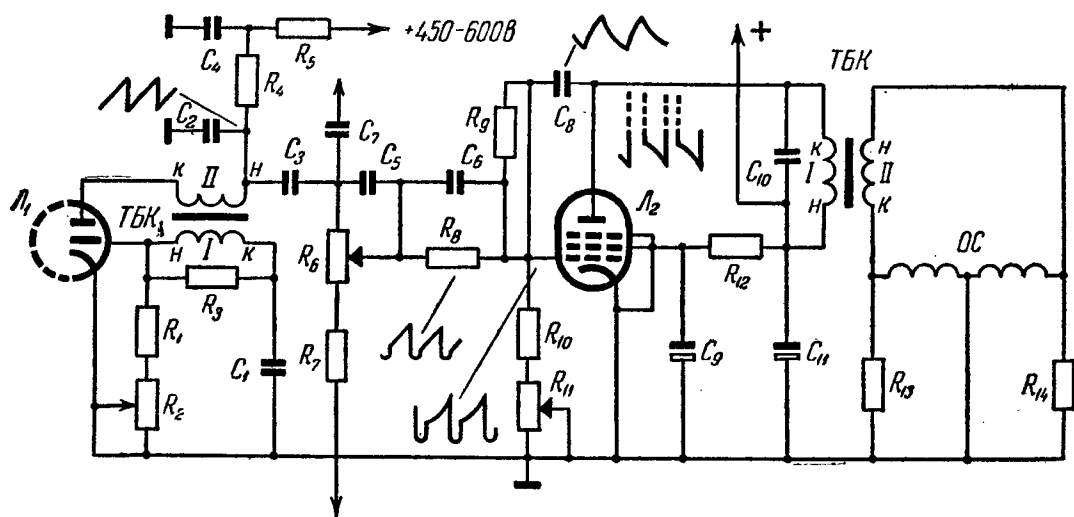 C₄
R₅
+450-600В
+
ТБК
R₄
C₂
C₇
R₉
C₈
к
II
н
C₃
C₅
C₆
Л₁
ТБК₁
Л₂
C₁₀
к
I
н
н
II
к
н
I
к
R₆
R₈
R₁₂
ОС
R₃
R₁
R₂
C₁
R₇
R₁₀
R₁₁
C₉
C₁₁
R₁₃
R₁₄